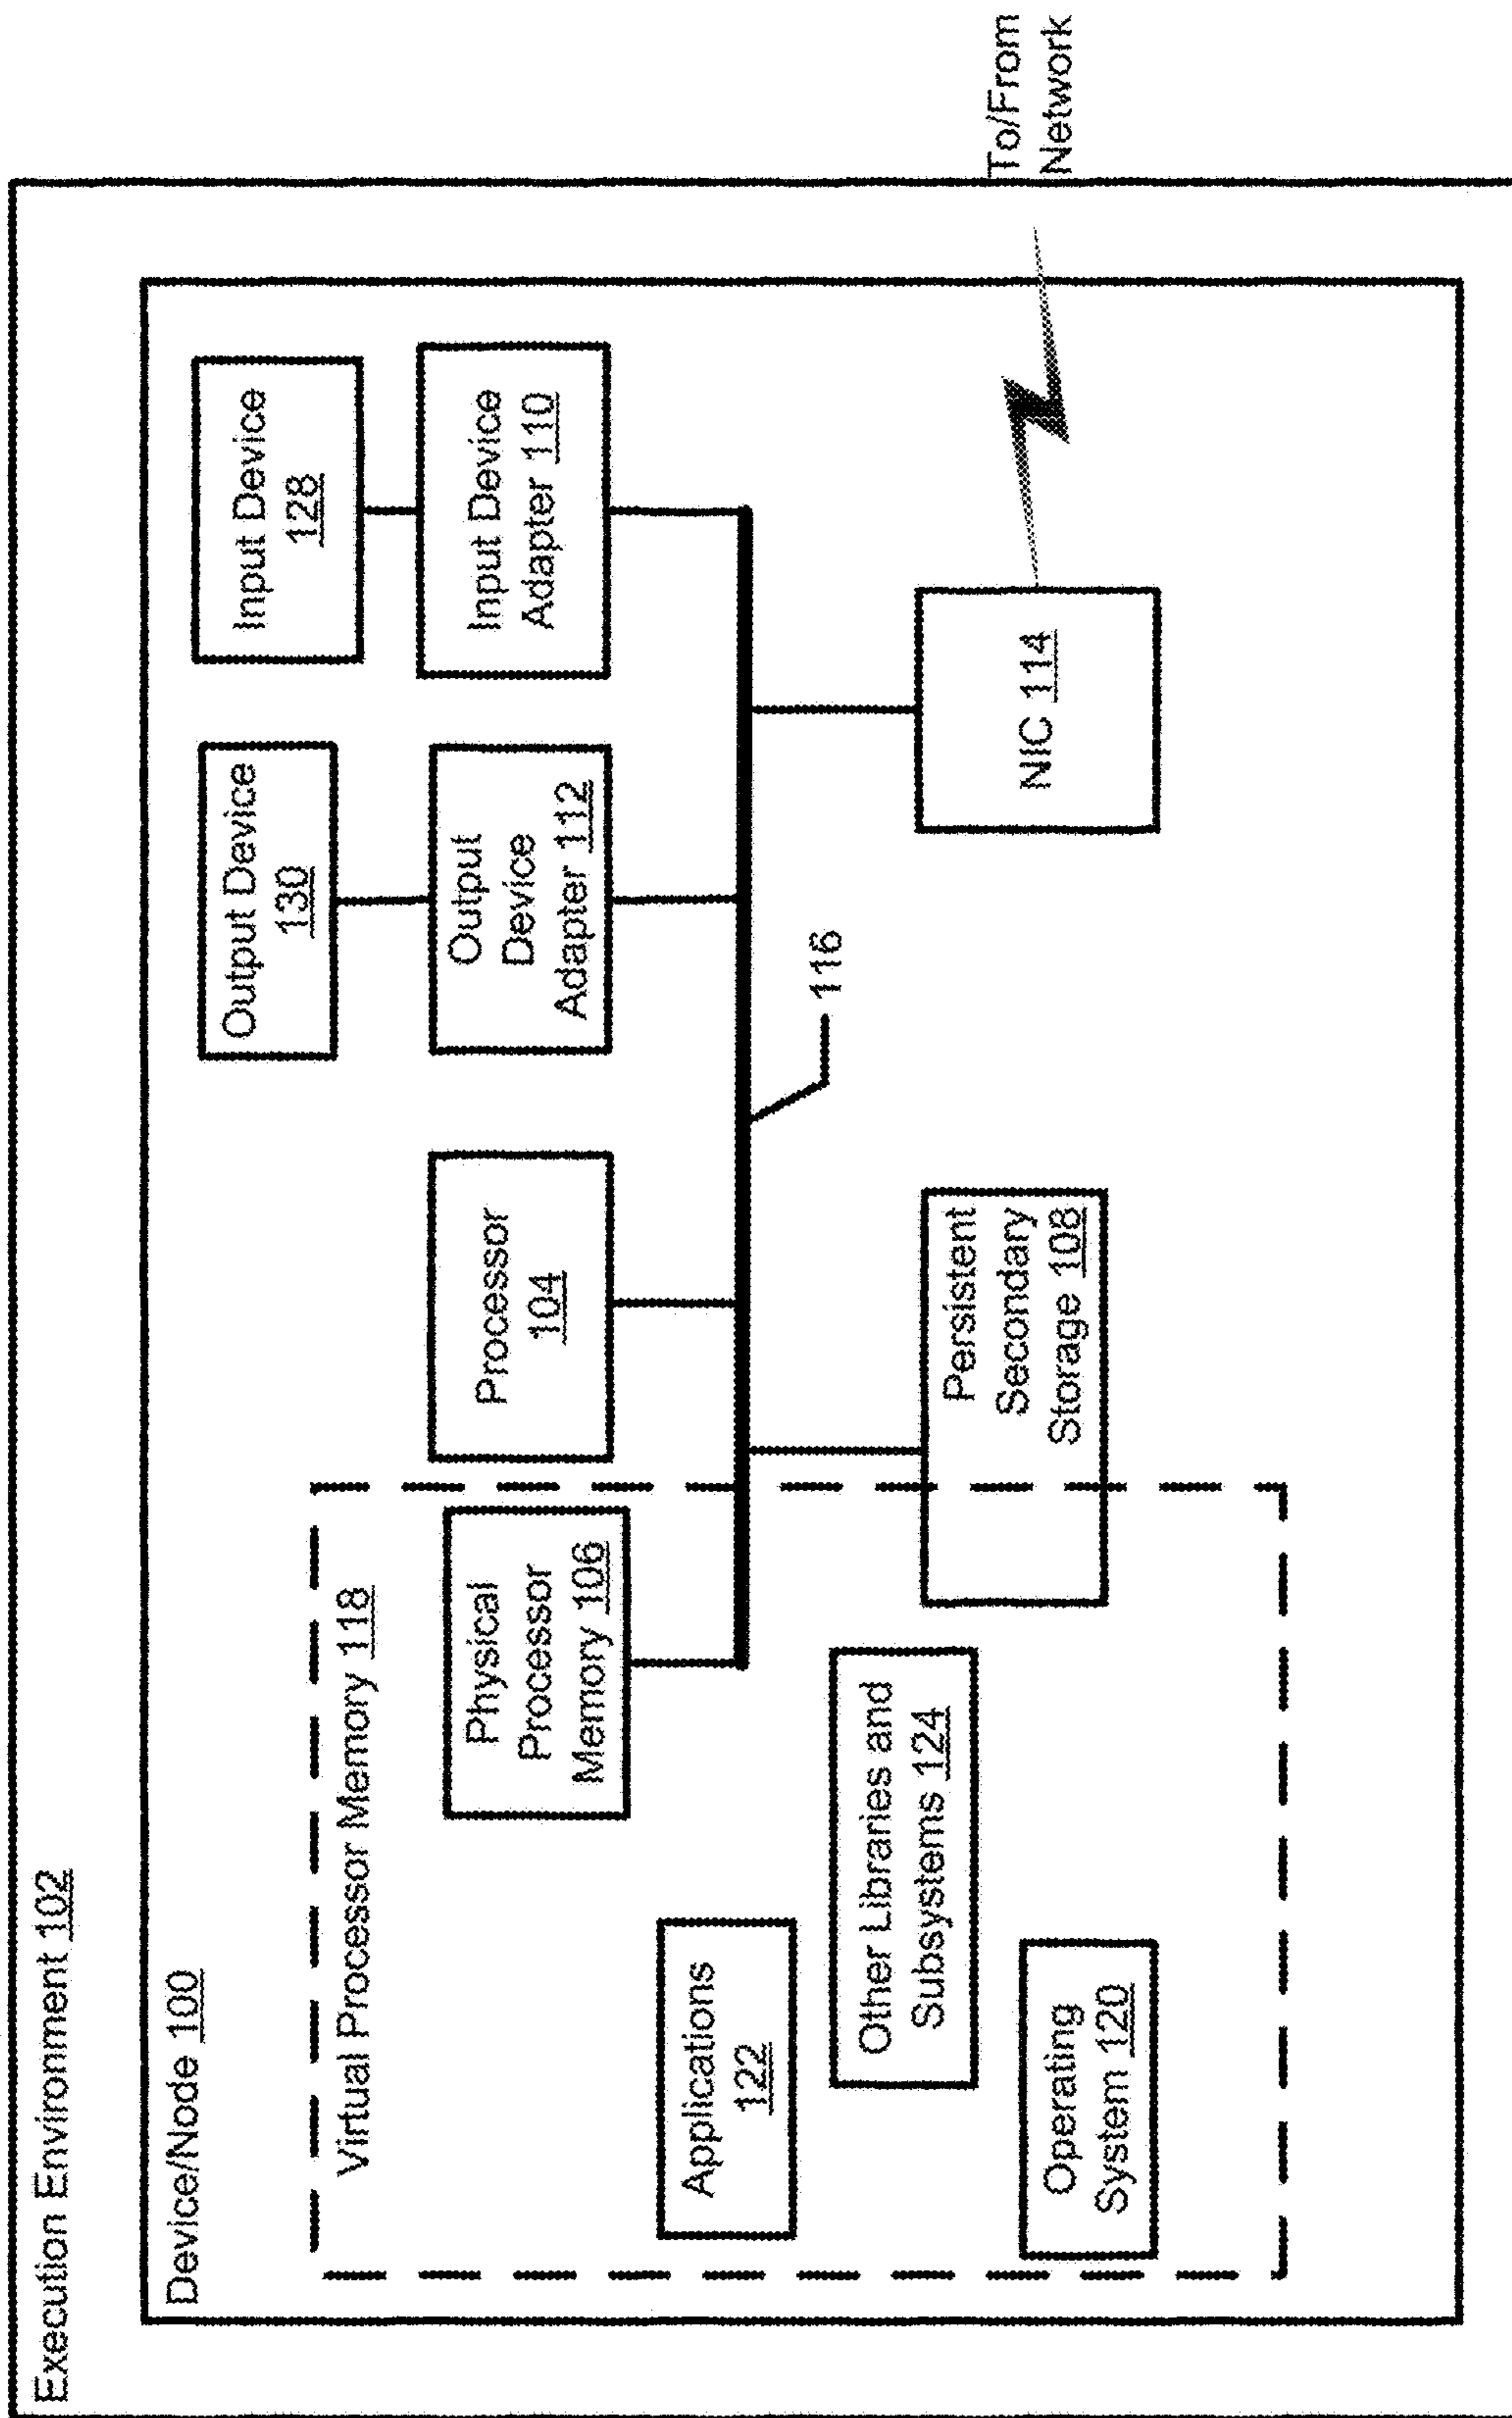 Execution Environment 102
Device/Node 100
Virtual Processor Memory 118
Output Device
130
Input Device
128
Physical
Processor
Memory 106
Processor
104
Output
Device
Adapter 112
Input Device
Adapter 110
Applications
122
116
Other Libraries and
Subsystems 124
Persistent
Secondary
Storage 108
NIC 114
To/From
Network
Operating
System 120